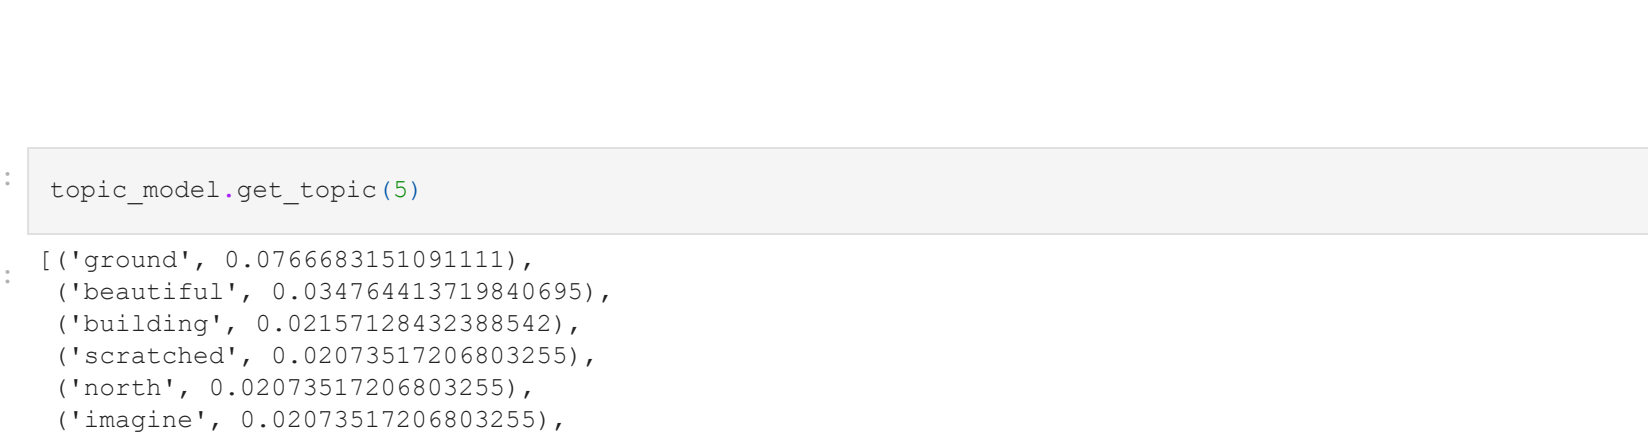 :
topic_model.get_topic(5)
:
[('ground', 0.0766683151091111),
('beautiful', 0.034764413719840695),
('building', 0.02157128432388542),
('scratched', 0.02073517206803255),
('north', 0.02073517206803255),
('imagine', 0.02073517206803255),